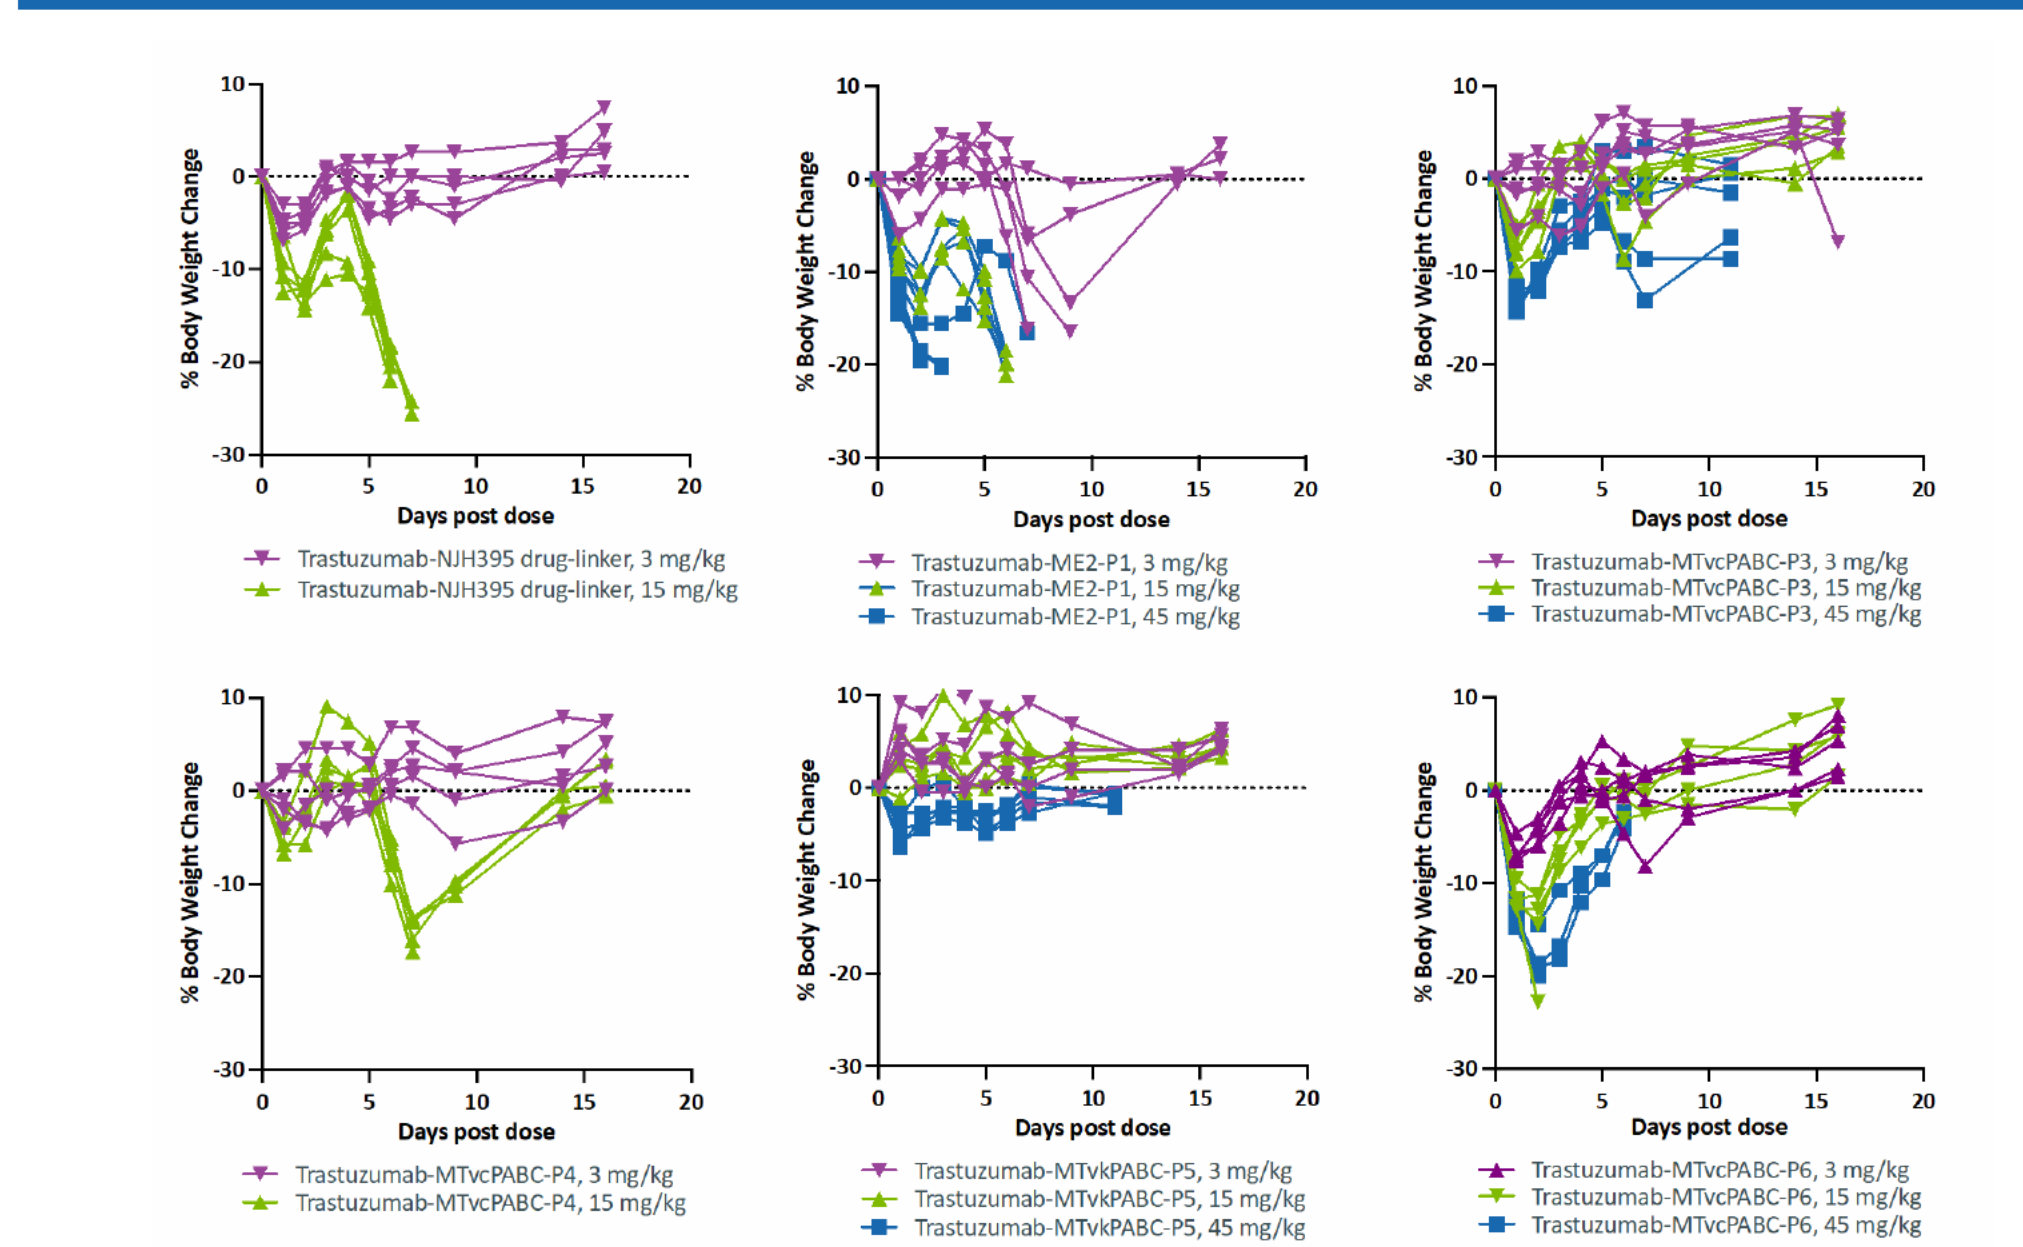 10
0
-10
-20
-30
% Body Weight Change
0 5 10 15 20
Days post dose
Trastuzumab-NJH395 drug-linker, 3 mg/kg
Trastuzumab-NJH395 drug-linker, 15 mg/kg
10
0
-10
-20
-30
% Body Weight Change
0 5 10 15 20
Days post dose
Trastuzumab-ME2-P1, 3 mg/kg
Trastuzumab-ME2-P1, 15 mg/kg
Trastuzumab-ME2-P1, 45 mg/kg
10
0
-10
-20
-30
% Body Weight Change
0 5 10 15 20
Days post dose
Trastuzumab-MTvcPABC-P3, 3 mg/kg
Trastuzumab-MTvcPABC-P3, 15 mg/kg
Trastuzumab-MTvcPABC-P3, 45 mg/kg
10
0
-10
-20
-30
% Body Weight Change
0 5 10 15 20
Days post dose
Trastuzumab-MTvcPABC-P4, 3 mg/kg
Trastuzumab-MTvcPABC-P4, 15 mg/kg
10
0
-10
-20
-30
% Body Weight Change
0 5 10 15 20
Days post dose
Trastuzumab-MTvkPABC-P5, 3 mg/kg
Trastuzumab-MTvkPABC-P5, 15 mg/kg
Trastuzumab-MTvkPABC-P5, 45 mg/kg
10
0
-10
-20
-30
% Body Weight Change
0 5 10 15 20
Days post dose
Trastuzumab-MTvcPABC-P6, 3 mg/kg
Trastuzumab-MTvcPABC-P6, 15 mg/kg
Trastuzumab-MTvcPABC-P6, 45 mg/kg